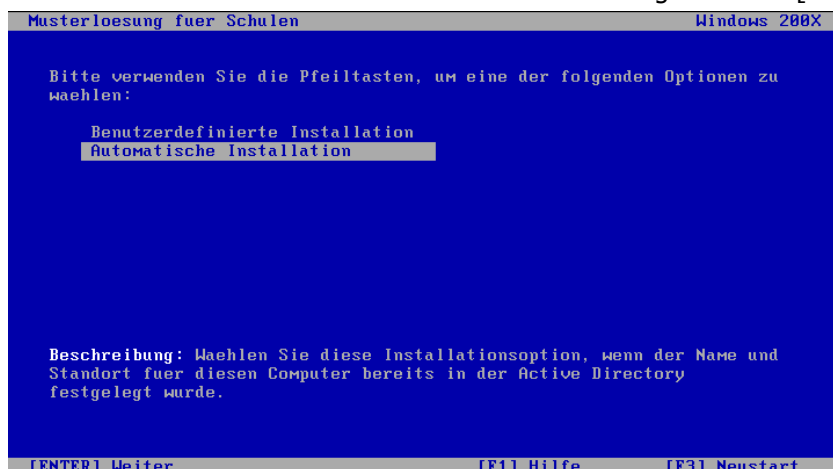 Musterloesung fuer Schulen Windows 200X
Bitte verwenden Sie die Pfeiltasten, um eine der folgenden Optionen zu
waehlen:
Benutzerdefinierte Installation
Automatische Installation
Beschreibung: Waehlen Sie diese Installationsoption, wenn der Name und
Standort fuer diesen Computer bereits in der Active Directory
festgelegt wurde.
[ENTER] Weiter [F1] Hilfe [F3] Neustart